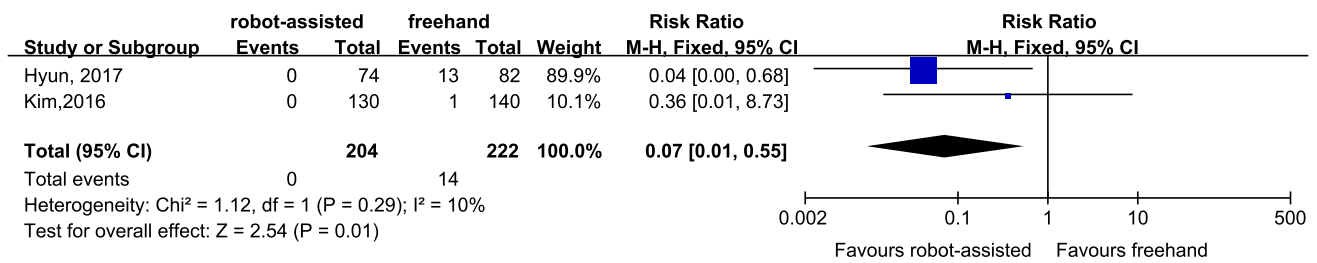 robot-assisted freehand Risk Ratio Risk Ratio
Study or Subgroup Events Total Events Total Weight M-H, Fixed, 95% CI M-H, Fixed, 95% CI
Hyun, 2017 0 74 13 82 89.9% 0.04 [0.00, 0.68]
Kim,2016 0 130 1 140 10.1% 0.36 [0.01, 8.73]
Total (95% CI) 204 222 100.0% 0.07 [0.01, 0.55]
Total events 0 14
Heterogeneity: Chi² = 1.12, df = 1 (P = 0.29); I² = 10%
Test for overall effect: Z = 2.54 (P = 0.01)
0.002 0.1 1 10 500
Favours robot-assisted Favours freehand